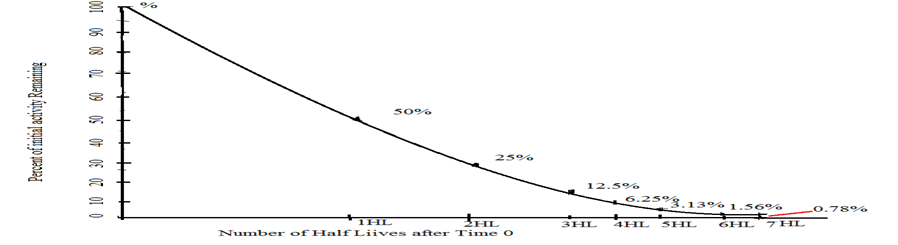 100 %
90
80
70
60
50
40
30
20
10
0
Percent of initial activity Remaining
50%
25%
12.5%
6.25%
3.13%
1.56%
0.78%
1HL
2HL
3HL
4HL
5HL
6HL
7 HL
Number of Half Liives after Time 0